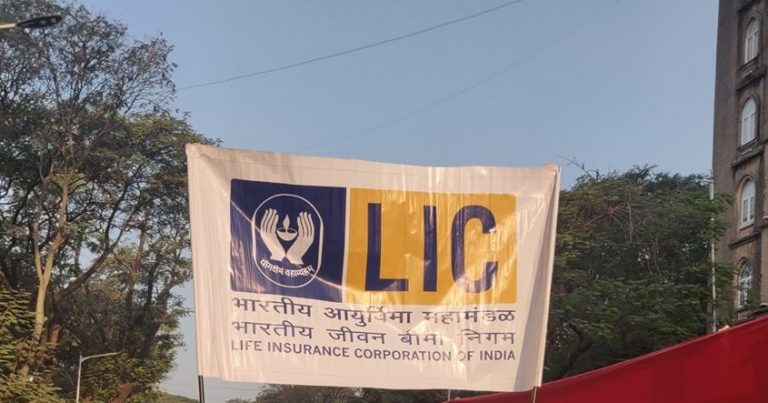 योगक्षेमं वहाम्यहम्
LIC
भारतीय आयुर्विमा महामंडळ
भारतीय जीवन बीमा निगम
LIFE INSURANCE CORPORATION OF INDIA